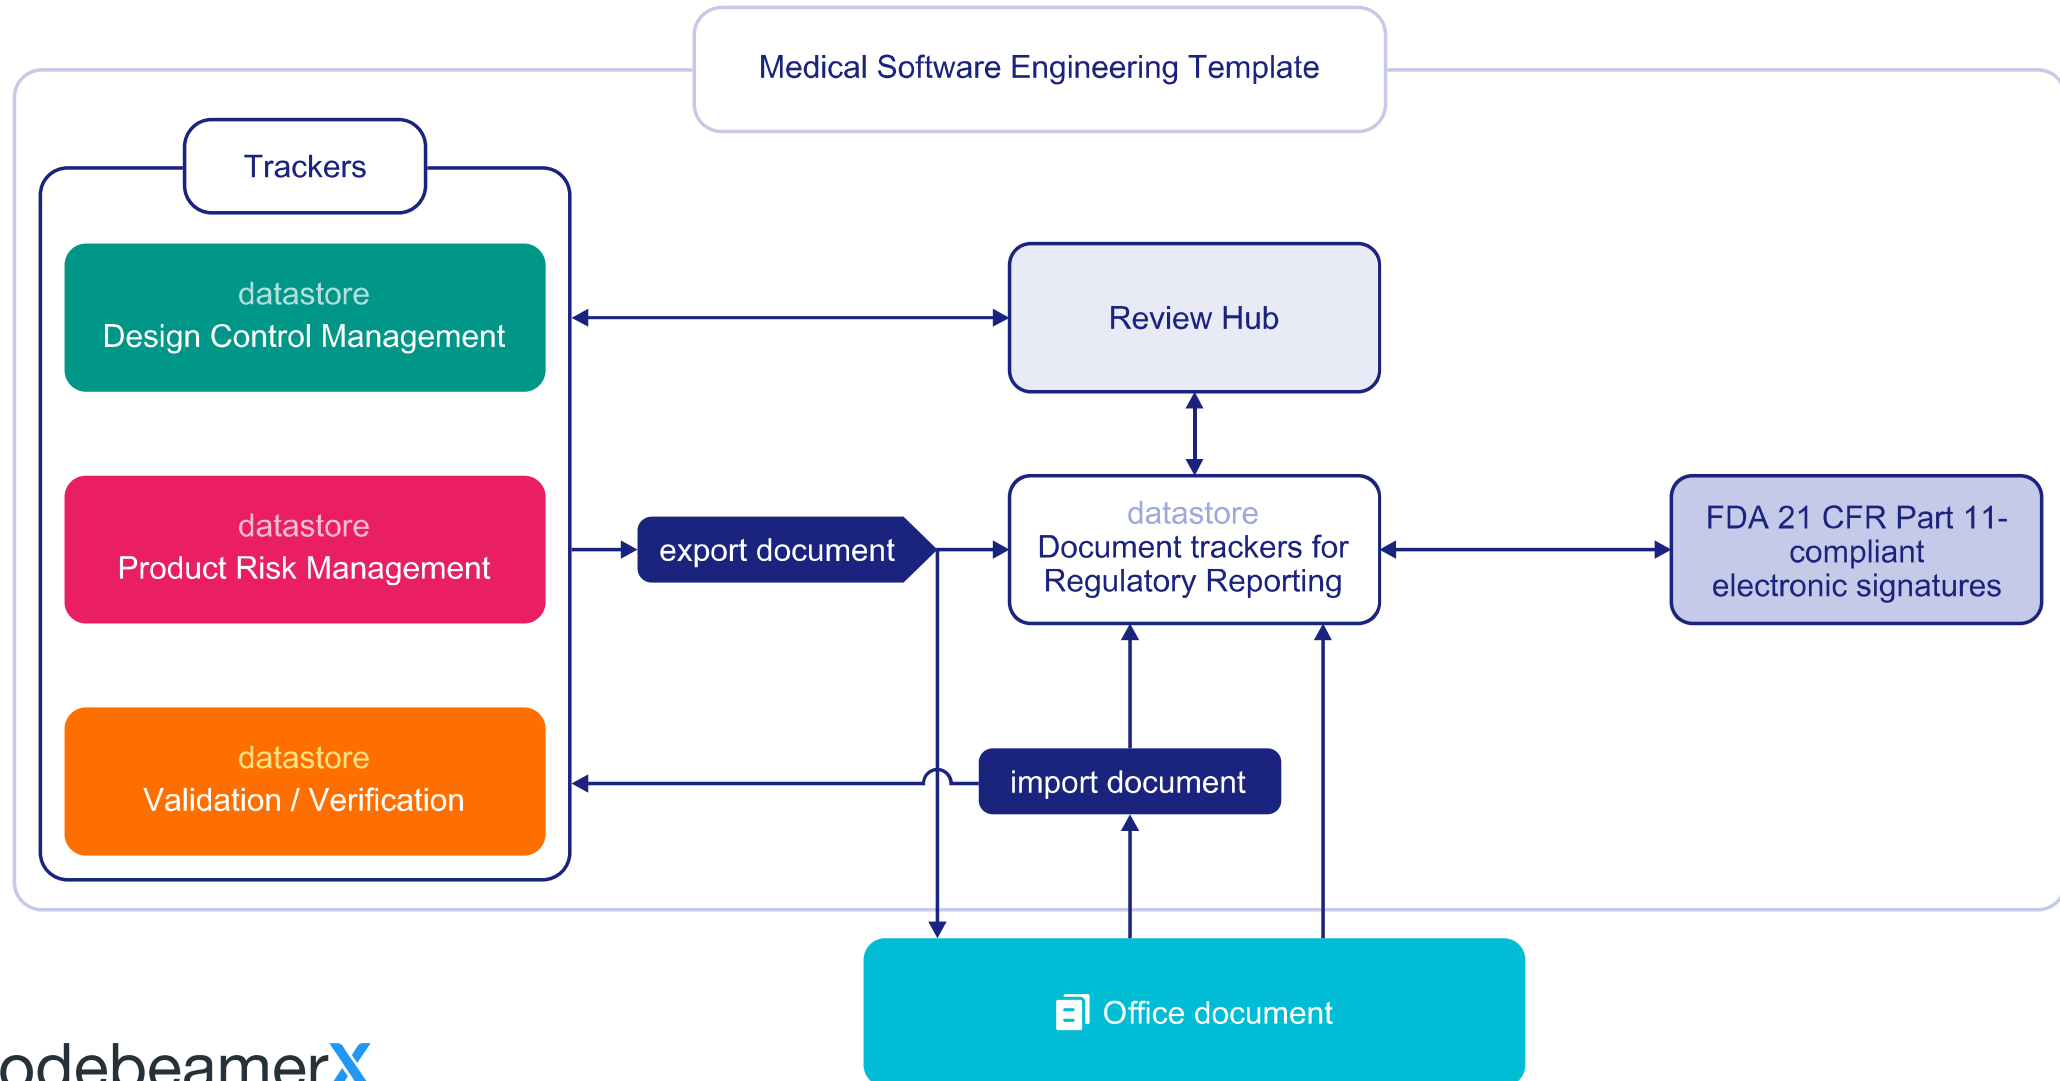 Medical Software Engineering Template
Trackers
datastore
Design Control Management
Review Hub
datastore
Product Risk Management
export document
datastore
Document trackers for
Regulatory Reporting
FDA 21 CFR Part 11-
compliant
electronic signatures
datastore
Validation / Verification
import document
Office document
odebeamerX